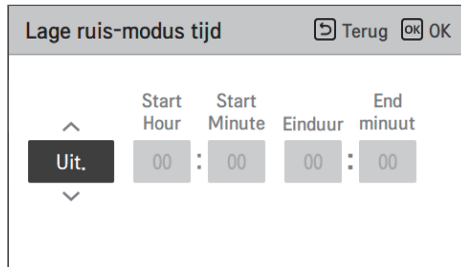 Lage ruis-modus tijd Terug OK OK
Start Start End
Hour Minute Einduur minuut
Uit. 00 : 00 00 : 00